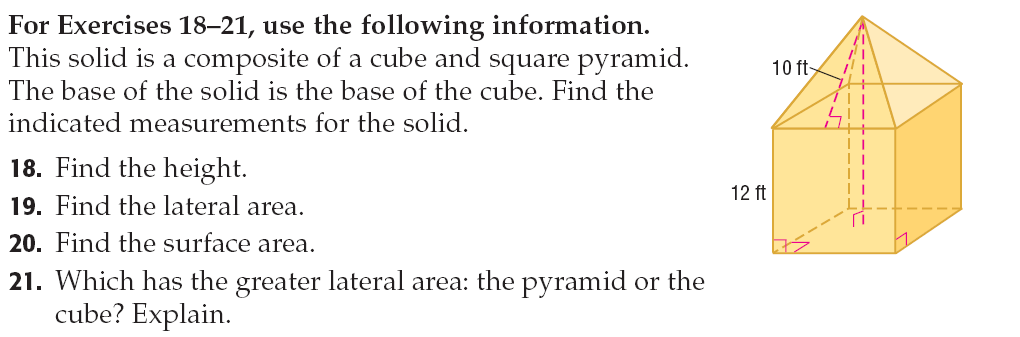 For Exercises 18–21, use the following information.
This solid is a composite of a cube and square pyramid.
The base of the solid is the base of the cube. Find the
indicated measurements for the solid.
18. Find the height.
19. Find the lateral area.
20. Find the surface area.
21. Which has the greater lateral area: the pyramid or the
cube? Explain.
10 ft
12 ft